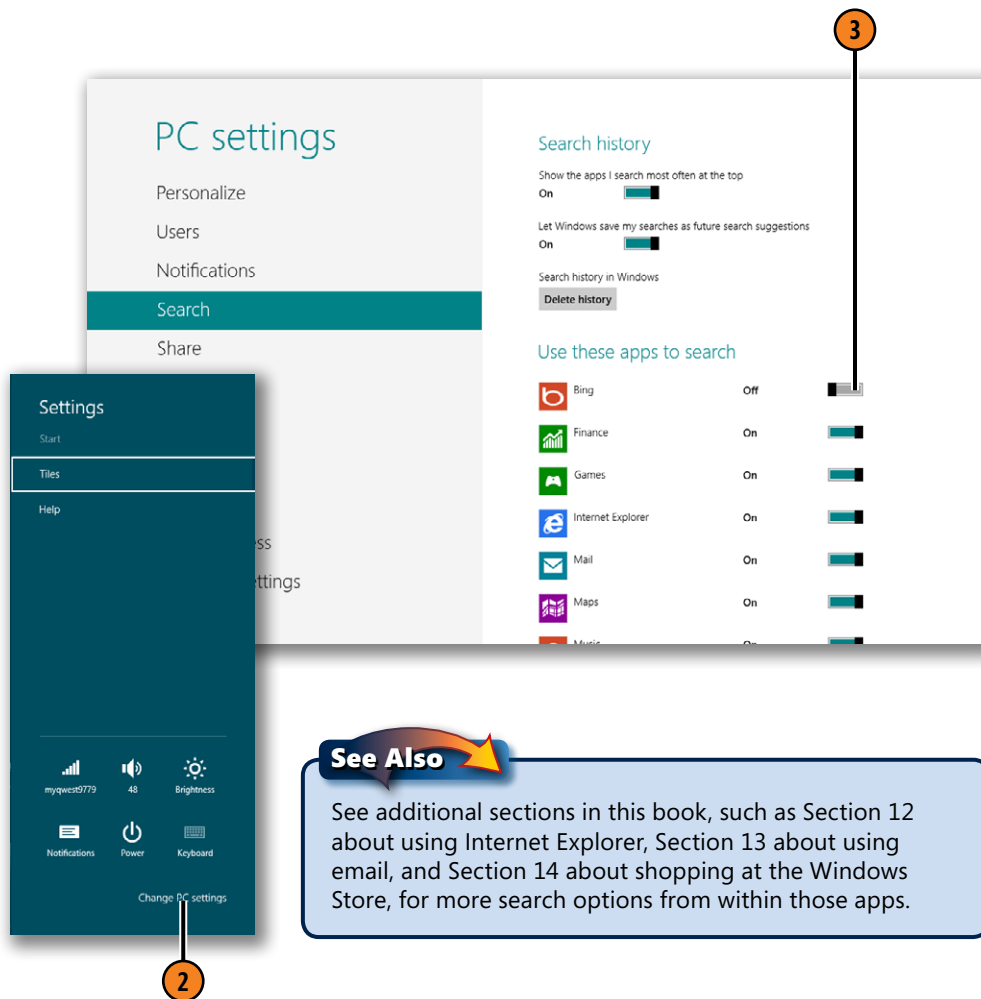 3
PC settings
Personalize
Users
Notifications
Search
Share
ss
ttings
Search history
Show the apps I search most often at the top
On
Let Windows save my searches as future search suggestions
On
Search history in Windows
Delete history
Use these apps to search
Bing Off
Finance On
Games On
Internet Explorer On
Mail On
Maps On
Settings
Start
Tiles
Help
myqwest9779 48 Brightness
Notifications Power Keyboard
Change PC settings
2
See Also
See additional sections in this book, such as Section 12
about using Internet Explorer, Section 13 about using
email, and Section 14 about shopping at the Windows
Store, for more search options from within those apps.